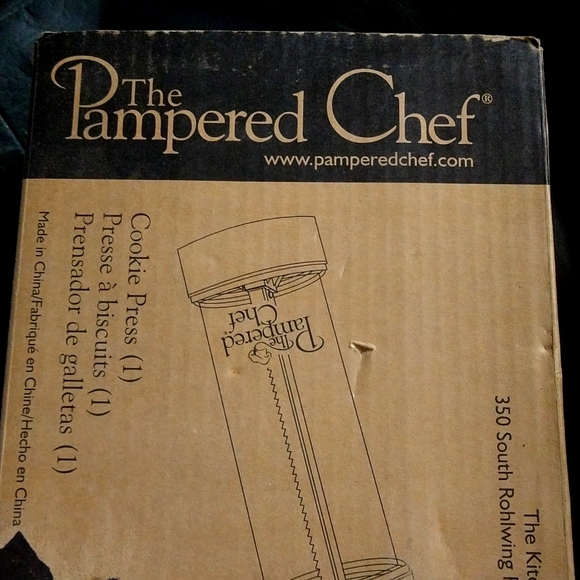 The
Pampered Chef®
www.pamperedchef.com
Cookie Press (1)
Presse à biscuits (1)
Prensador de galletas (1)
Made in China/Fabriqué en Chine/Hecho en China
The
Pampered
Chef®
The
350 South Rohlwing